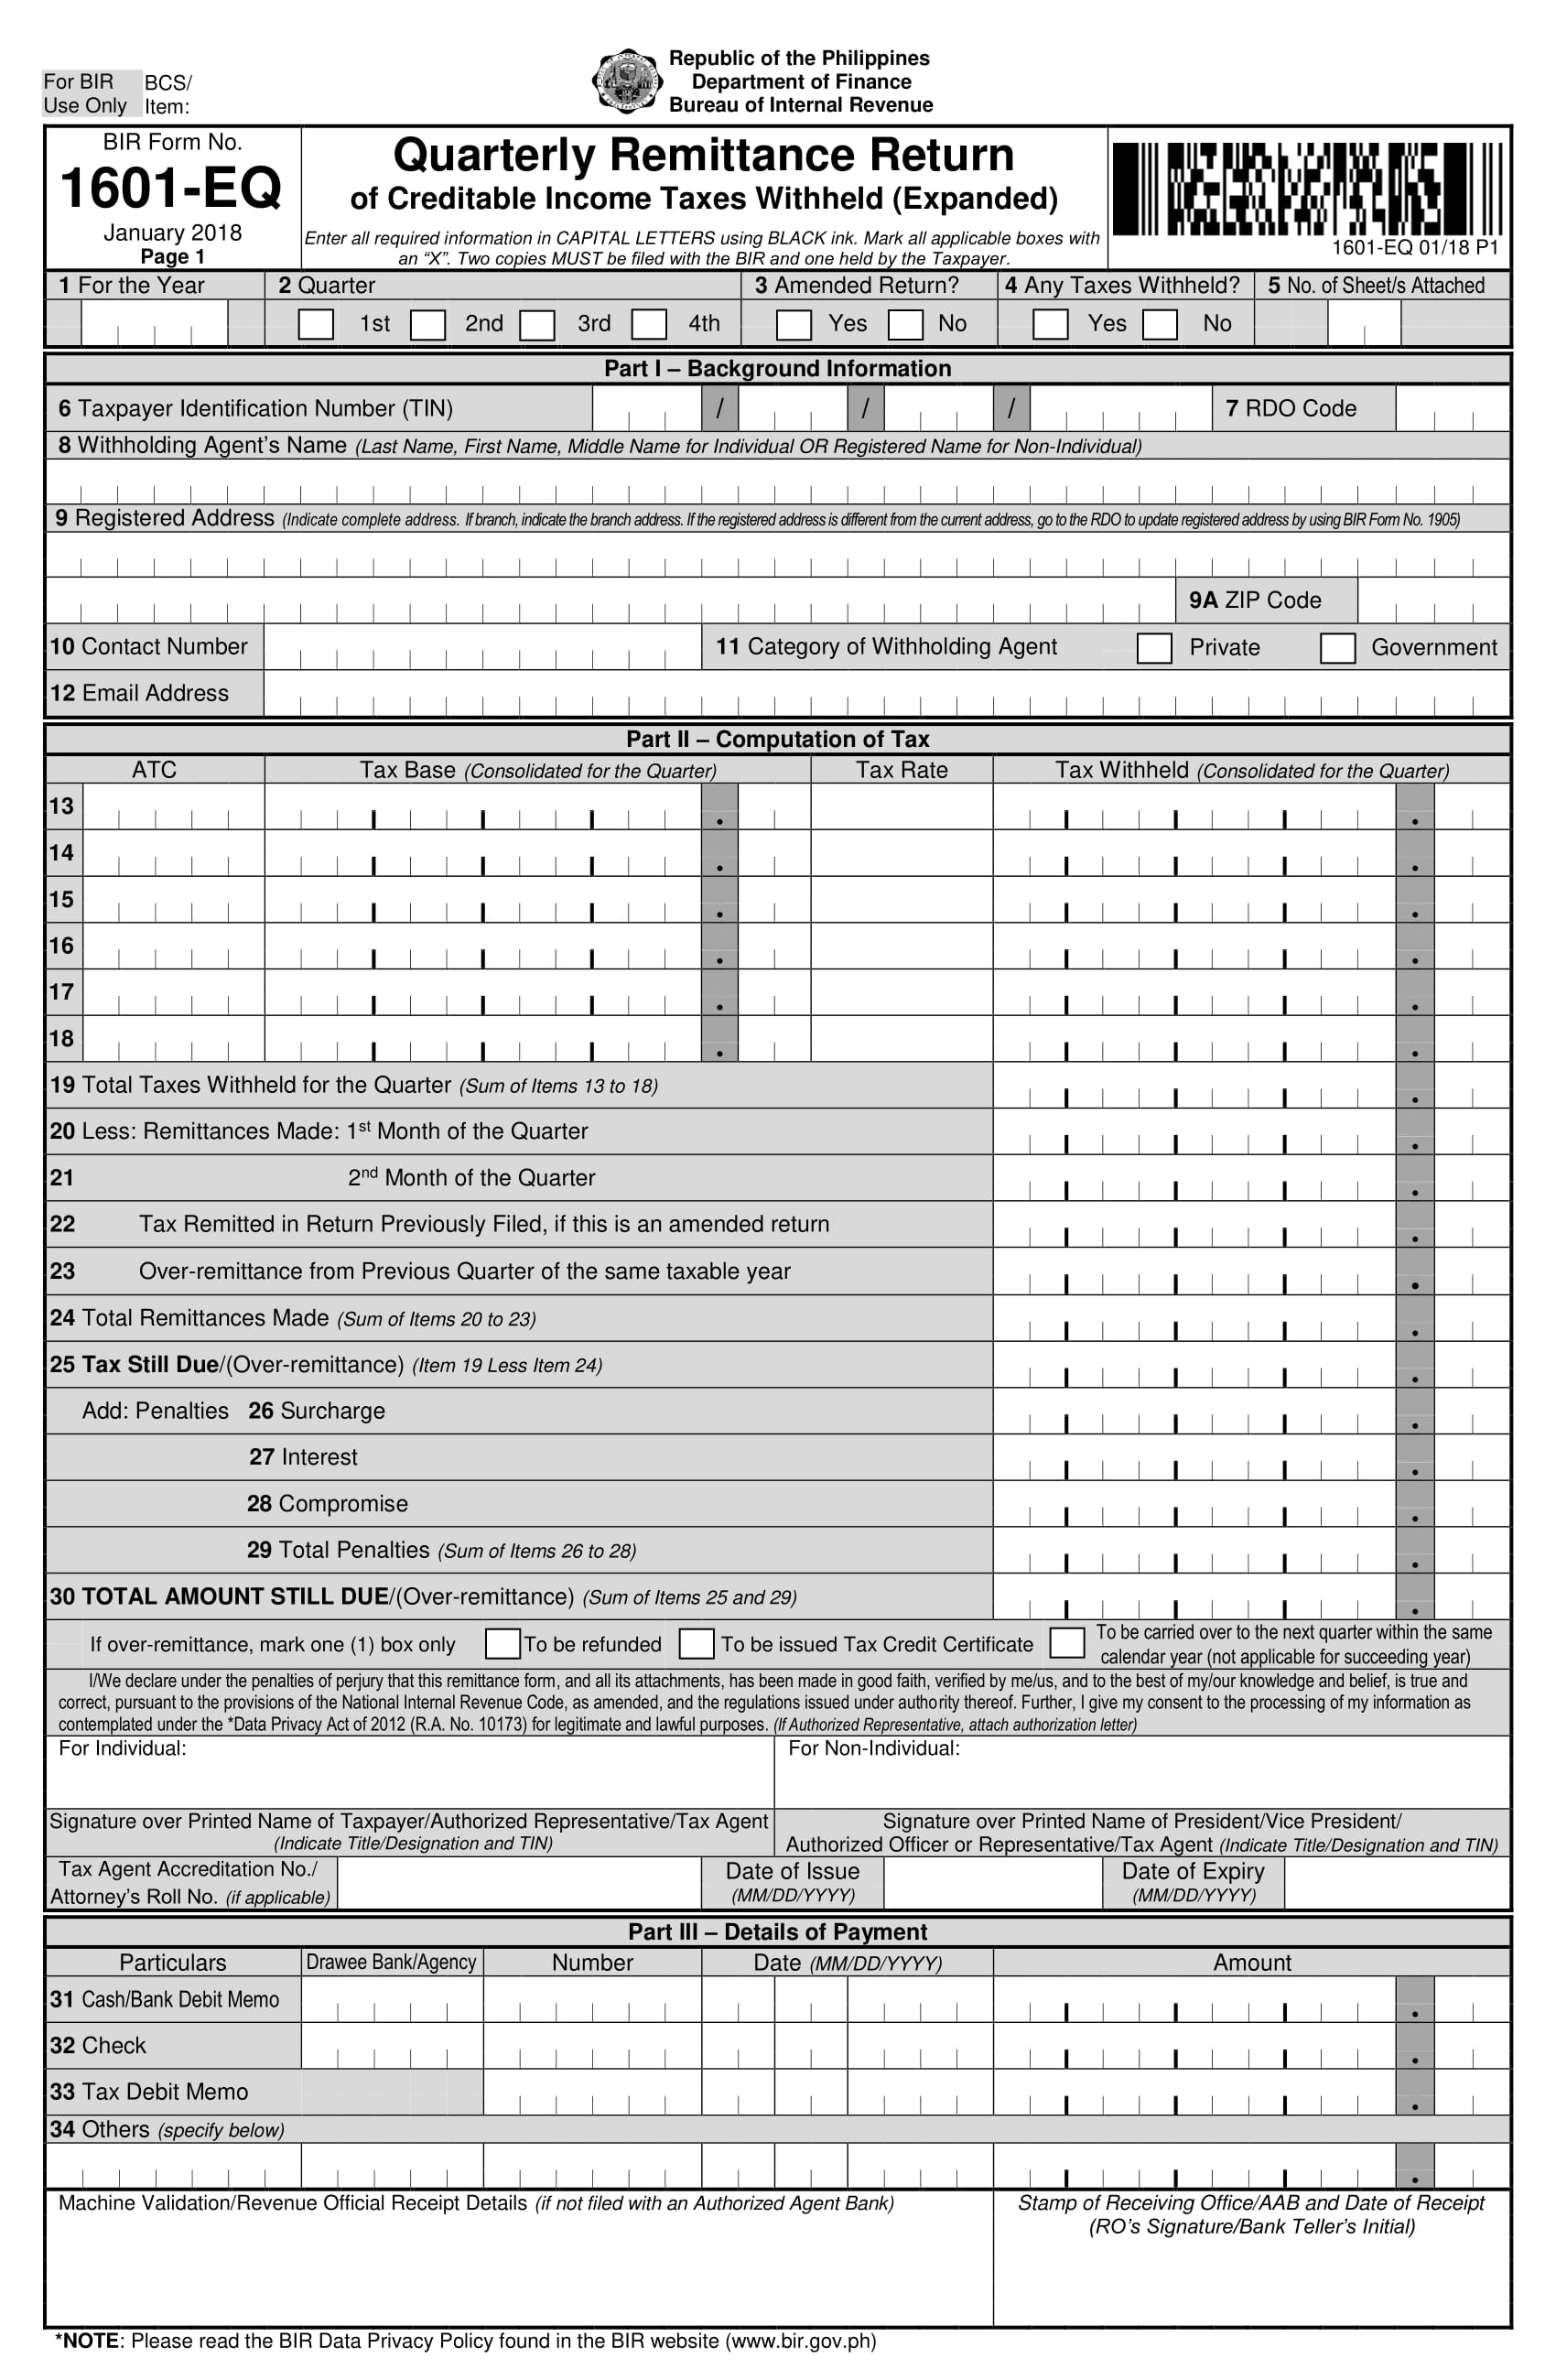 For BIR
Use Only
BCS/
Item:
Republic of the Philippines
Department of Finance
Bureau of Internal Revenue
BIR Form No.
1601-EQ
January 2018
Page 1
Quarterly Remittance Return
of Creditable Income Taxes Withheld (Expanded)
Enter all required information in CAPITAL LETTERS using BLACK ink. Mark all applicable boxes with
an “X”. Two copies MUST be filed with the BIR and one held by the Taxpayer.
1601-EQ 01/18 P1
1 For the Year
2 Quarter
3 Amended Return?
4 Any Taxes Withheld?
5 No. of Sheet/s Attached
1st 2nd 3rd 4th
Yes No
Yes No
Part I – Background Information
6 Taxpayer Identification Number (TIN) / / / 7 RDO Code
8 Withholding Agent’s Name (Last Name, First Name, Middle Name for Individual OR Registered Name for Non-Individual)
9 Registered Address (Indicate complete address. If branch, indicate the branch address. If the registered address is different from the current address, go to the RDO to update registered address by using BIR Form No. 1905)
9A ZIP Code
10 Contact Number 11 Category of Withholding Agent Private Government
12 Email Address
Part II – Computation of Tax
ATC Tax Base (Consolidated for the Quarter) Tax Rate Tax Withheld (Consolidated for the Quarter)
13 . .
14 . .
15 . .
16 . .
17 . .
18 . .
19 Total Taxes Withheld for the Quarter (Sum of Items 13 to 18) .
20 Less: Remittances Made: 1st Month of the Quarter .
21 2nd Month of the Quarter .
22 Tax Remitted in Return Previously Filed, if this is an amended return .
23 Over-remittance from Previous Quarter of the same taxable year .
24 Total Remittances Made (Sum of Items 20 to 23) .
25 Tax Still Due/(Over-remittance) (Item 19 Less Item 24) .
Add: Penalties 26 Surcharge .
27 Interest .
28 Compromise .
29 Total Penalties (Sum of Items 26 to 28) .
30 TOTAL AMOUNT STILL DUE/(Over-remittance) (Sum of Items 25 and 29) .
If over-remittance, mark one (1) box only To be refunded To be issued Tax Credit Certificate
To be carried over to the next quarter within the same
calendar year (not applicable for succeeding year)
I/We declare under the penalties of perjury that this remittance form, and all its attachments, has been made in good faith, verified by me/us, and to the best of my/our knowledge and belief, is true and
correct, pursuant to the provisions of the National Internal Revenue Code, as amended, and the regulations issued under authority thereof. Further, I give my consent to the processing of my information as
contemplated under the *Data Privacy Act of 2012 (R.A. No. 10173) for legitimate and lawful purposes. (If Authorized Representative, attach authorization letter)
For Individual:
For Non-Individual:
Signature over Printed Name of Taxpayer/Authorized Representative/Tax Agent
(Indicate Title/Designation and TIN)
Signature over Printed Name of President/Vice President/
Authorized Officer or Representative/Tax Agent (Indicate Title/Designation and TIN)
Tax Agent Accreditation No./
Attorney’s Roll No. (if applicable)
Date of Issue
(MM/DD/YYYY)
Date of Expiry
(MM/DD/YYYY)
Part III – Details of Payment
Particulars Drawee Bank/Agency Number Date (MM/DD/YYYY) Amount
31 Cash/Bank Debit Memo .
32 Check .
33 Tax Debit Memo .
34 Others (specify below)
.
Machine Validation/Revenue Official Receipt Details (if not filed with an Authorized Agent Bank)
Stamp of Receiving Office/AAB and Date of Receipt
(RO’s Signature/Bank Teller’s Initial)
*NOTE: Please read the BIR Data Privacy Policy found in the BIR website (www.bir.gov.ph)